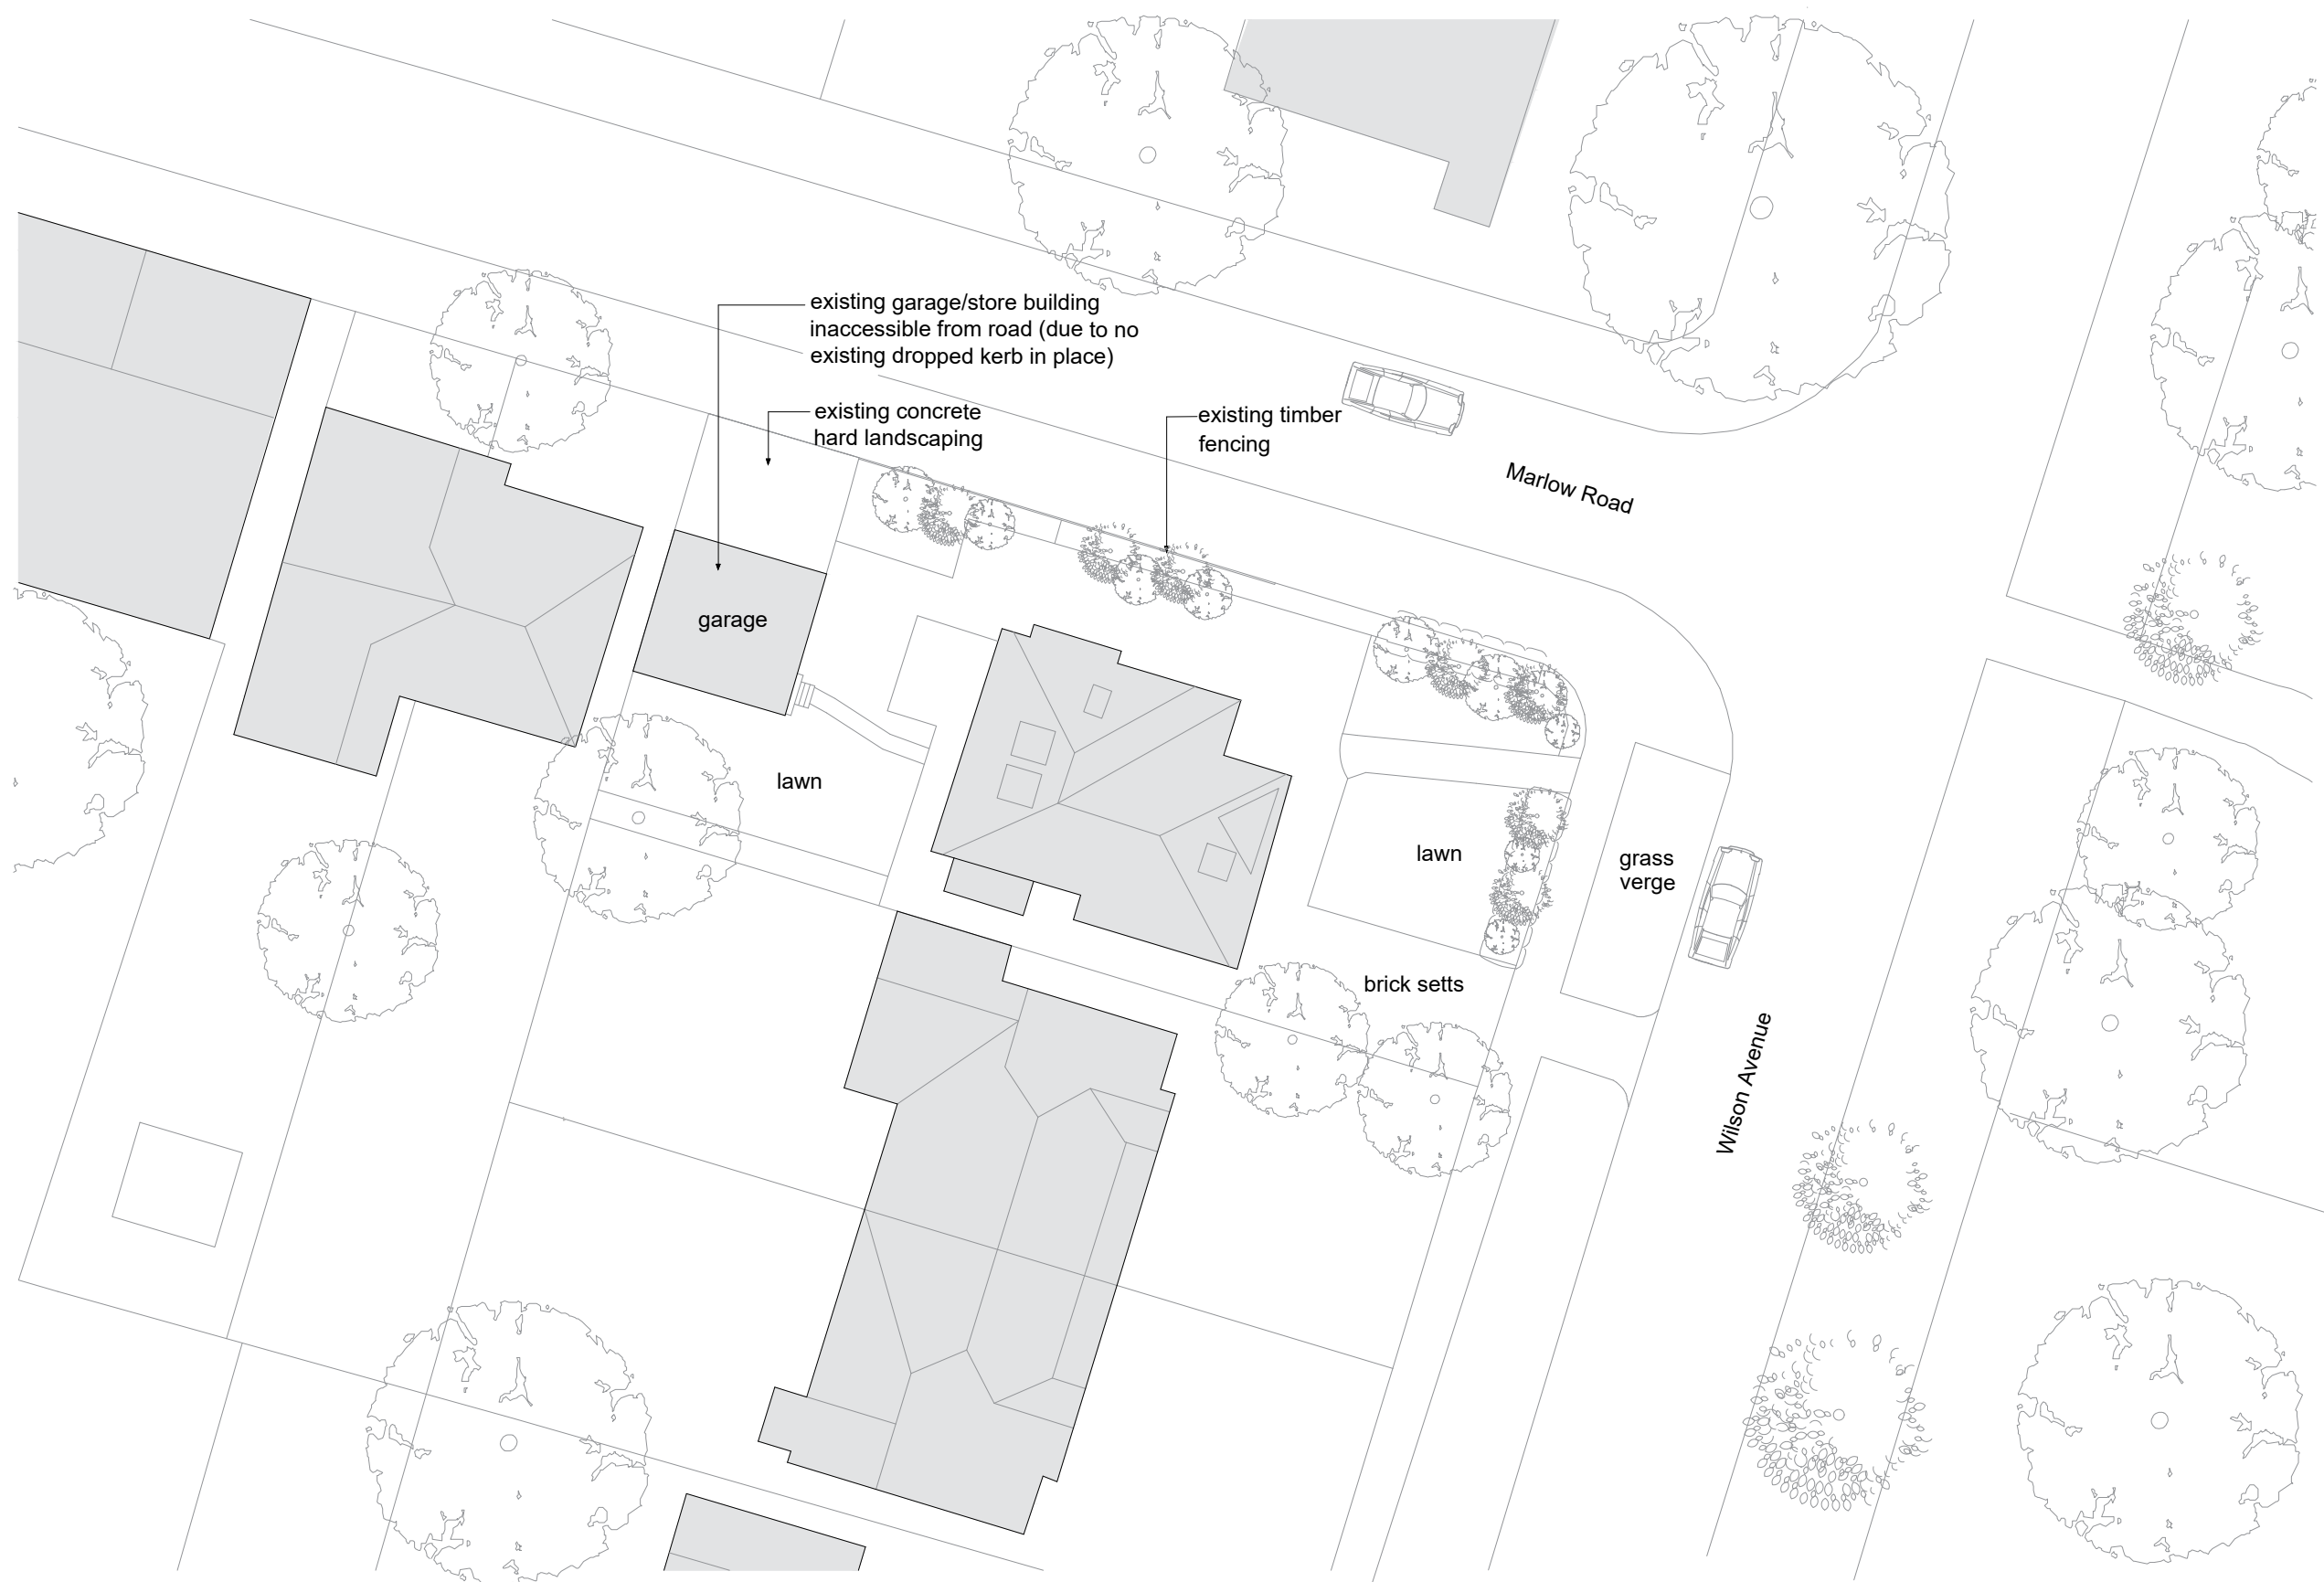 existing garage/store building
inaccessible from road (due to no
existing dropped kerb in place)
existing concrete
hard landscaping
existing timber
fencing
Marlow Road
garage
lawn
lawn
grass
verge
brick setts
Wilson Avenue